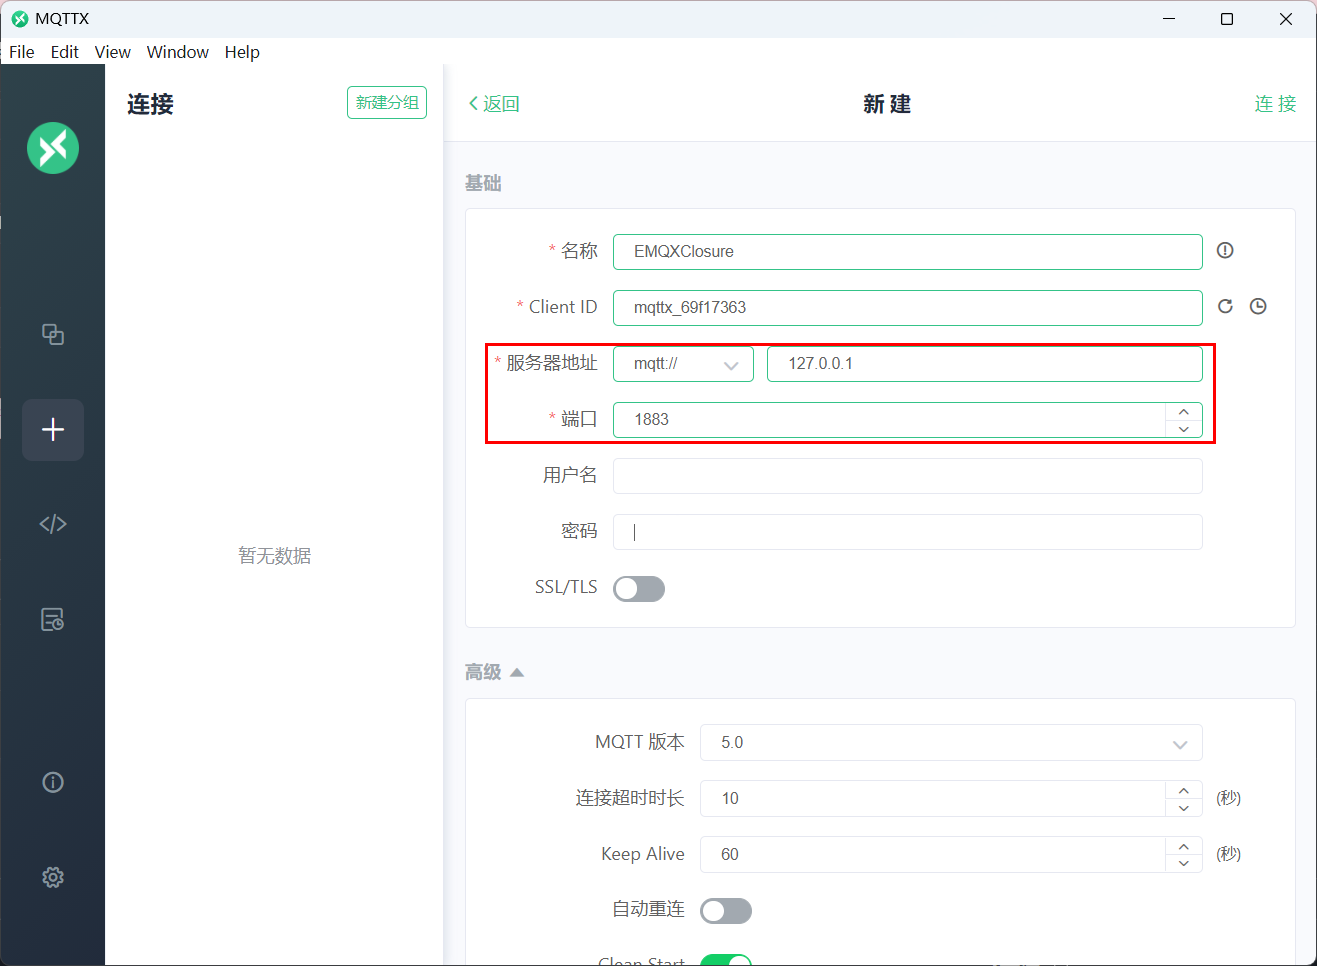 MQTTX
File Edit View Window Help
连接
新建分组
返回
新 建
连 接
基础
* 名称
EMQXClosure
* Client ID
mqttx_69f17363
* 服务器地址
mqtt://
127.0.0.1
* 端口
1883
用户名
密码
SSL/TLS
暂无数据
高级
MQTT 版本
5.0
连接超时时长
10
(秒)
Keep Alive
60
(秒)
自动重连
Clean Start